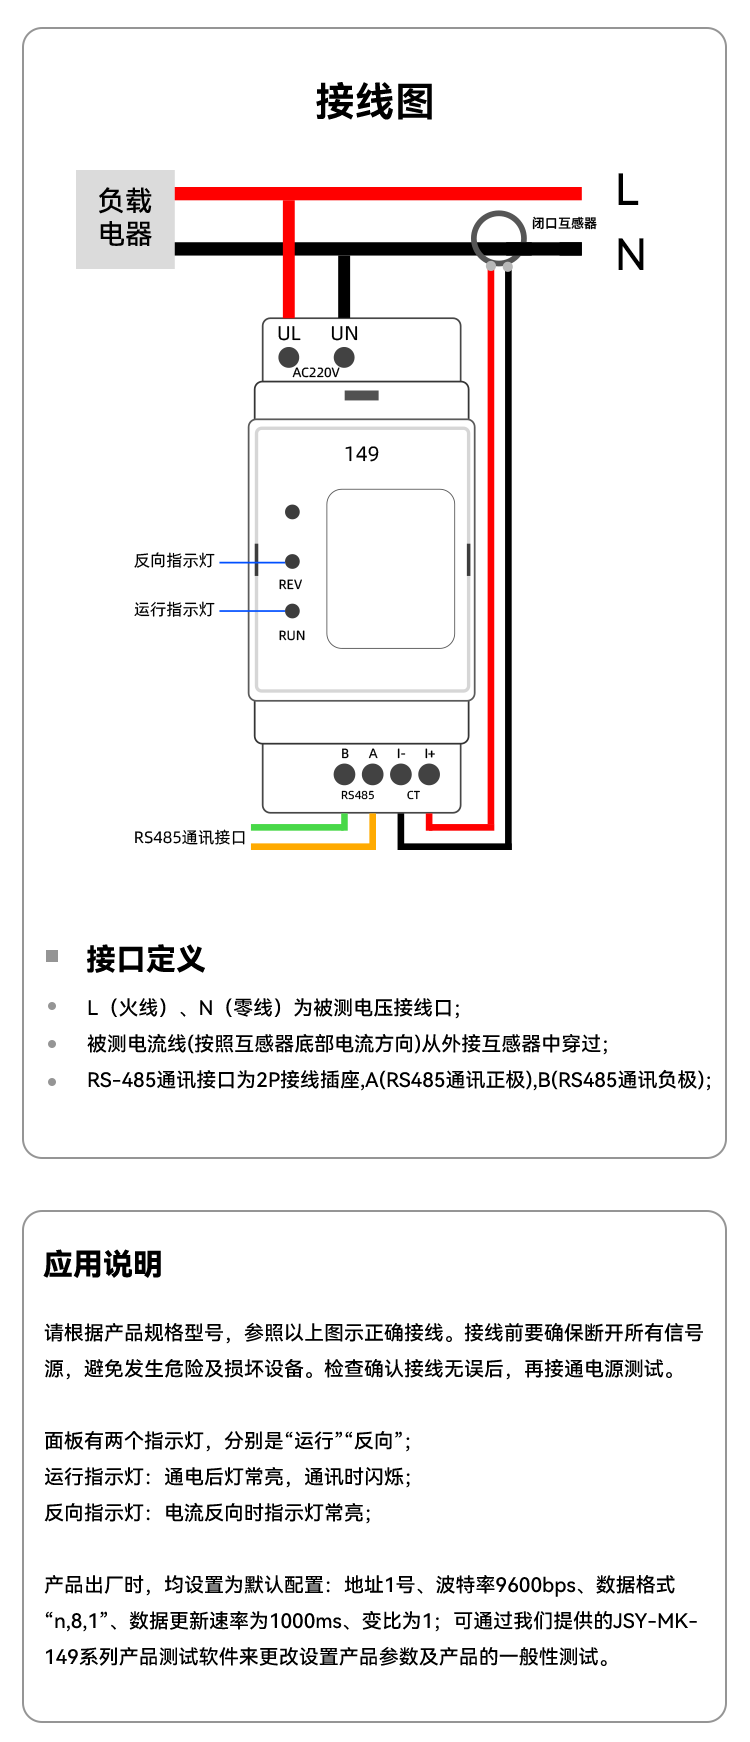 接线图
负载
电器
L
闭口互感器
N
UL UN
AC220V
149
反向指示灯
REV
运行指示灯
RUN
B A I- I+
RS485 CT
RS485通讯接口
接口定义
L（火线）、N（零线）为被测电压接线口；
被测电流线(按照互感器底部电流方向)从外接互感器中穿过；
RS-485通讯接口为2P接线插座,A(RS485通讯正极),B(RS485通讯负极)；
应用说明
请根据产品规格型号，参照以上图示正确接线。接线前要确保断开所有信号
源，避免发生危险及损坏设备。检查确认接线无误后，再接通电源测试。
面板有两个指示灯，分别是“运行”“反向”；
运行指示灯：通电后灯常亮，通讯时闪烁；
反向指示灯：电流反向时指示灯常亮；
产品出厂时，均设置为默认配置：地址1号、波特率9600bps、数据格式
“n,8,1”、数据更新速率为1000ms、变比为1；可通过我们提供的JSY-MK-
149系列产品测试软件来更改设置产品参数及产品的一般性测试。